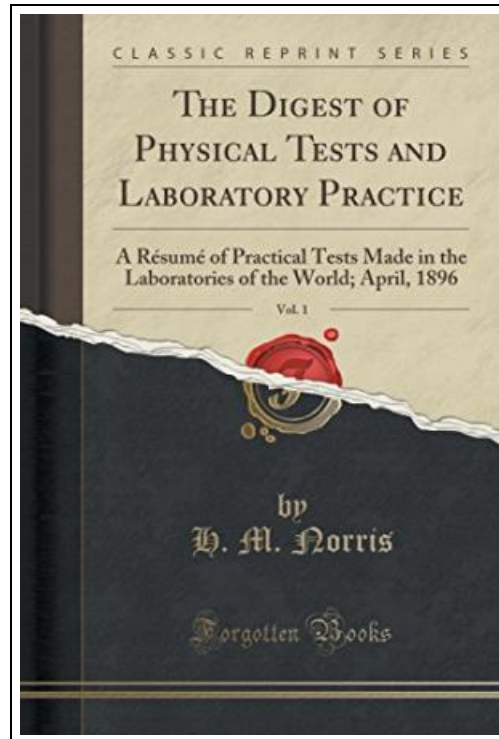 CLASSIC REPRINT SERIES
THE DIGEST OF
PHYSICAL TESTS AND
LABORATORY PRACTICE
A Résumé of Practical Tests Made in the
Laboratories of the World; April, 1896
Vol. 1
by
H. M. Norris
Forgotten Books